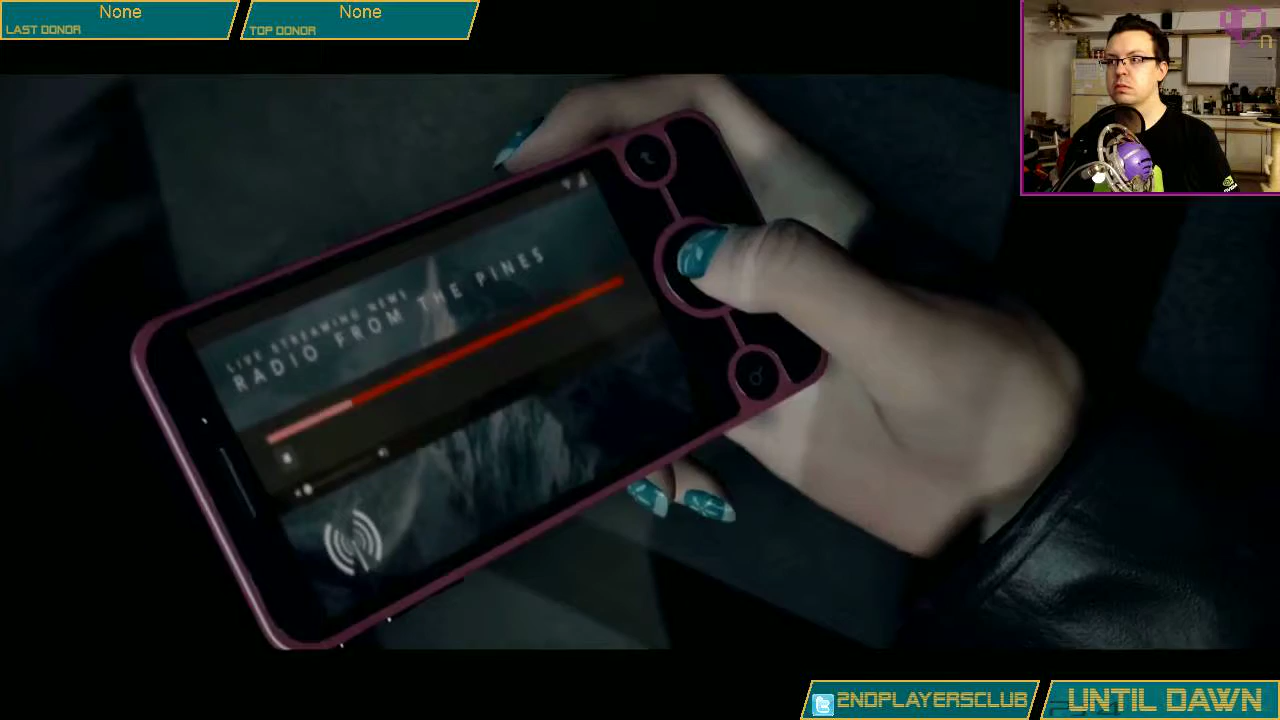 None
LAST DONOR
None
TOP DONOR
n
LIVE STREAMING NEWS
RADIO FROM THE PINES
2NDPLAYERSCLUB
UNTIL DAWN